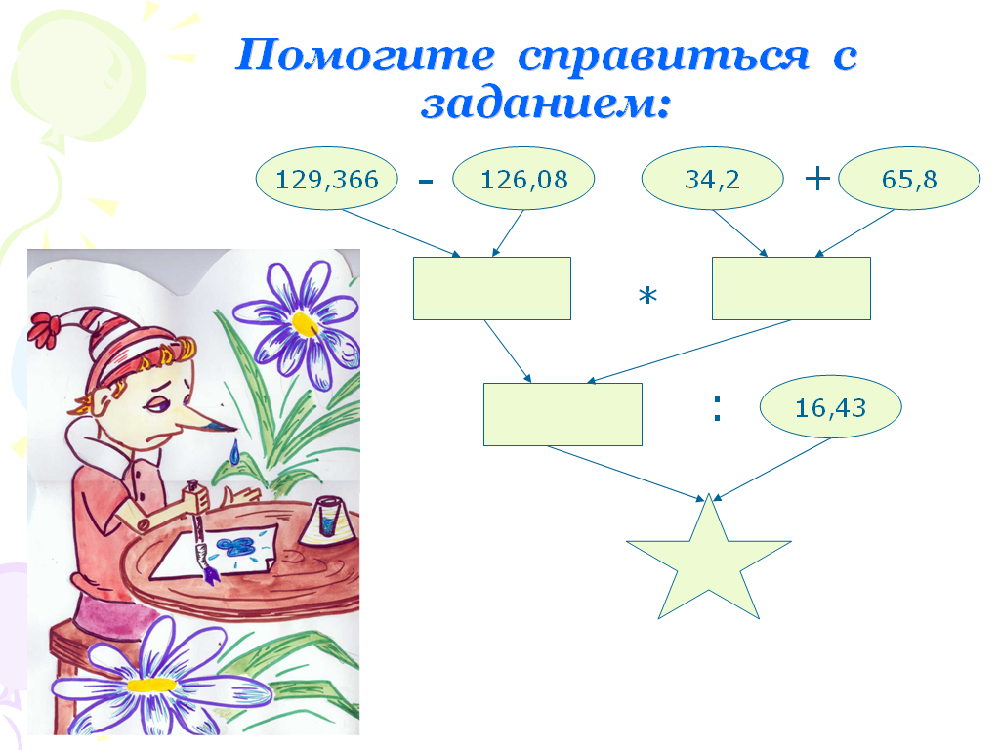 Помогите справиться с
заданием:
129,366 - 126,08 34,2 + 65,8
*
: 16,43